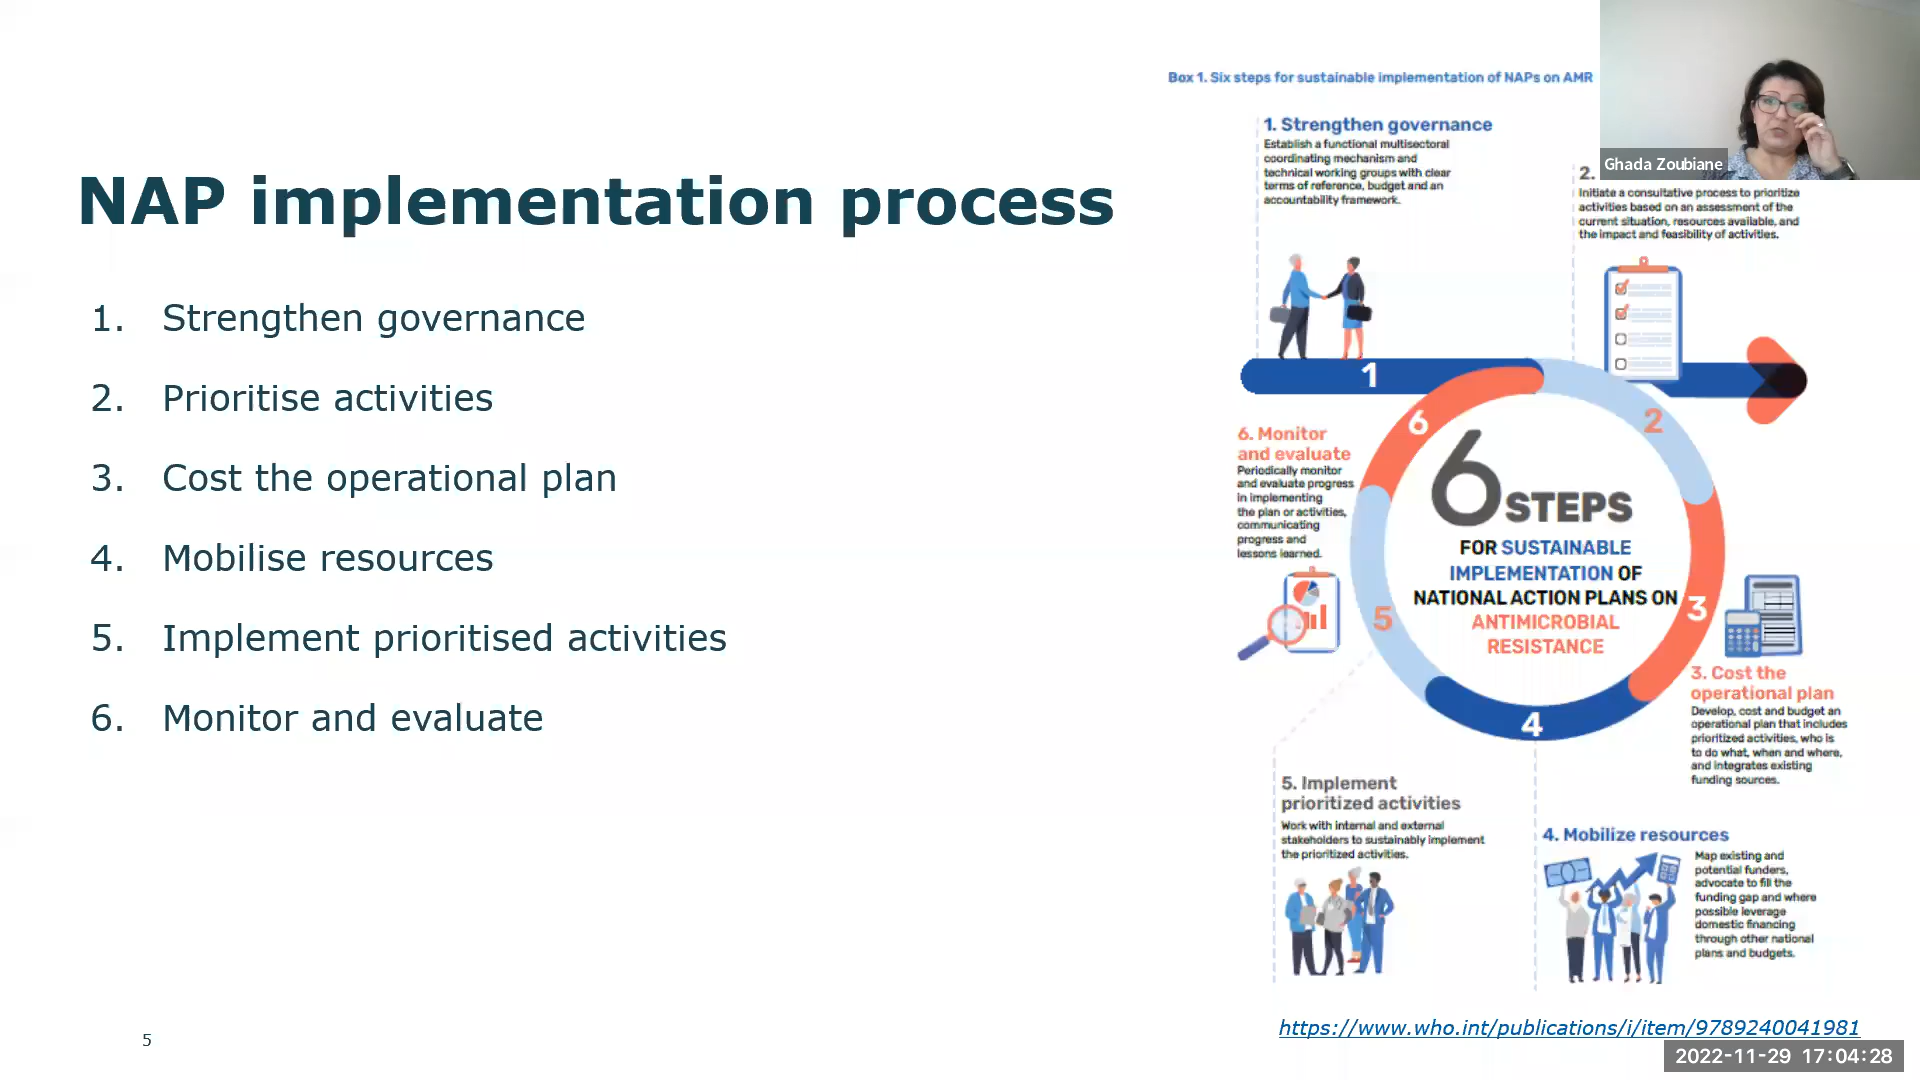 NAP implementation process
1. Strengthen governance
2. Prioritise activities
3. Cost the operational plan
4. Mobilise resources
5. Implement prioritised activities
6. Monitor and evaluate
5
Box 1. Six steps for sustainable implementation of NAPs on AMR
1. Strengthen governance
Establish a functional multisectoral
coordinating mechanism and
technical working groups with clear
terms of reference, budget and an
accountability framework.
2.
Initiate a consultative process to prioritize
activities based on an assessment of the
current situation, resources available, and
the impact and feasibility of activities.
1
2
3
4
5
6
6 STEPS
FOR SUSTAINABLE
IMPLEMENTATION OF
NATIONAL ACTION PLANS ON
ANTIMICROBIAL
RESISTANCE
3. Cost the
operational plan
Develop, cost and budget an
operational plan that includes
prioritized activities, who is
to do what, when and where,
and integrates existing
funding sources.
4. Mobilize resources
Map existing and
potential funders,
advocate to fill the
funding gap and where
possible leverage
domestic financing
through other national
plans and budgets.
5. Implement
prioritized activities
Work with internal and external
stakeholders to sustainably implement
the prioritized activities.
6. Monitor
and evaluate
Periodically monitor
and evaluate progress
in implementing
the plan or activities,
communicating
progress and
lessons learned.
https://www.who.int/publications/i/item/9789240041981
Ghada Zoubiane
2022-11-29 17:04:28